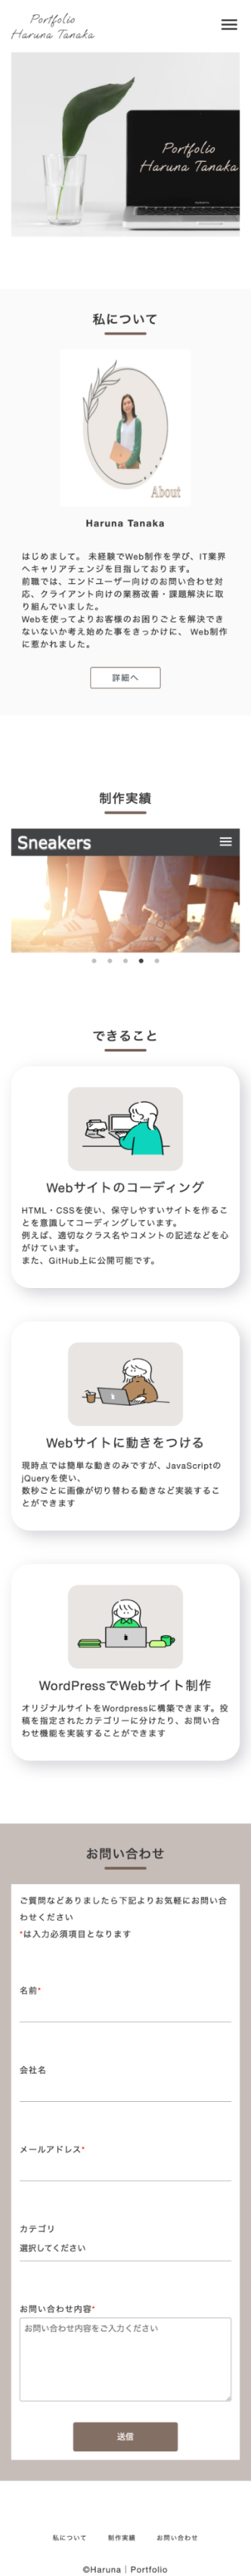 Portfolio
Haruna Tanaka
Portfolio
Haruna Tanaka
私について
About
Haruna Tanaka
はじめまして。 未経験でWeb制作を学び、IT業界
へキャリアチェンジを目指しております。
前職では、エンドユーザー向けのお問い合わせ対
応、クライアント向けの業務改善・課題解決に取
り組んでいました。
Webを使ってよりお客様のお困りごとを解決でき
ないないか考え始めた事をきっかけに、 Web制作
に惹かれました。
詳細へ
制作実績
Sneakers
できること
Webサイトのコーディング
HTML・CSSを使い、保守しやすいサイトを作るこ
とを意識してコーディングしています。
例えば、適切なクラス名やコメントの記述などを心
がけています。
また、GitHub上に公開可能です。
Webサイトに動きをつける
現時点では簡単な動きのみですが、JavaScriptの
jQueryを使い、
数秒ごとに画像が切り替わる動きなど実装するこ
とができます
WordPressでWebサイト制作
オリジナルサイトをWordpressに構築できます。投
稿を指定されたカテゴリーに分けたり、お問い合
わせ機能を実装することができます
お問い合わせ
ご質問などありましたら下記よりお気軽にお問い合
わせください
*は入力必須項目となります
名前*
会社名
メールアドレス*
カテゴリ
選択してください
お問い合わせ内容*
お問い合わせ内容をご入力ください
送信
私について 制作実績 お問い合わせ
©Haruna｜Portfolio